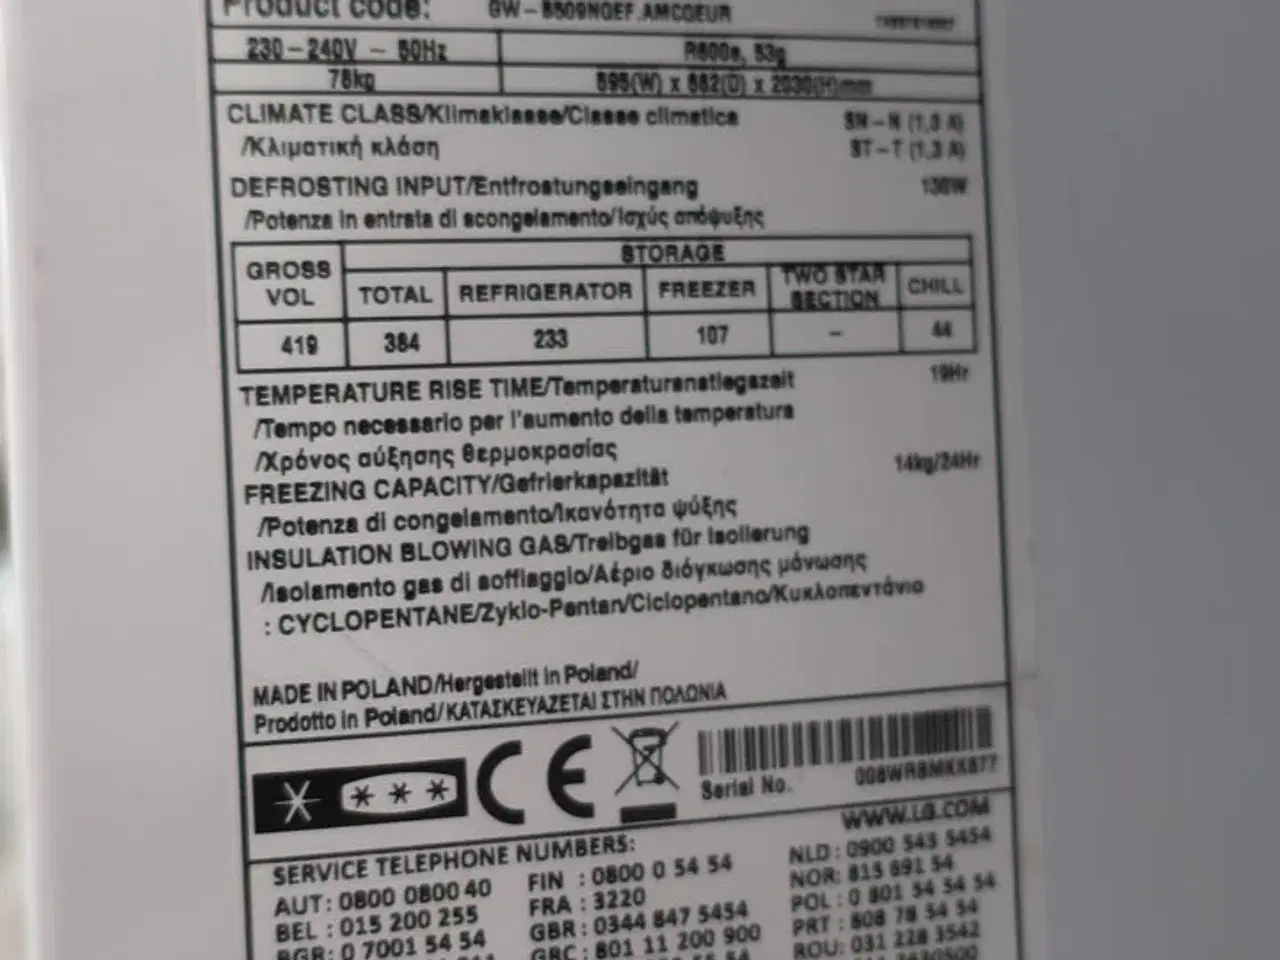 Product code: GW-B509NQEF.AMCQEUR
230-240V ~ 50Hz R600a, 53g
78kg 595(W) x 682(D) x 2030(H)mm
CLIMATE CLASS/Klimaklasse/Classe climatica SN-N (1,3 A)
/Κλιματική κλάση ST-T (1,3 A)
DEFROSTING INPUT/Entfrostungseingang 130W
/Potenza in entrata di scongelamento/Ισχύς απόψυξης
STORAGE
GROSS VOL TOTAL REFRIGERATOR FREEZER TWO STAR SECTION CHILL
419 384 233 107 - 44
TEMPERATURE RISE TIME/Temperaturanstiegszeit 19Hr
/Tempo necessario per l'aumento della temperatura
/Χρόνος αύξησης θερμοκρασίας
FREEZING CAPACITY/Gefrierkapazität 14kg/24Hr
/Potenza di congelamento/Ικανότητα ψύξης
INSULATION BLOWING GAS/Treibgas für Isolierung
/Isolamento gas di soffiaggio/Αέριο διόγκωσης μόνωσης
: CYCLOPENTANE/Zyklo-Pentan/Ciclopentano/Κυκλοπεντάνιο
MADE IN POLAND/Hergestellt in Poland/
Prodotto in Poland/ΚΑΤΑΣΚΕΥΑΖΕΤΑΙ ΣΤΗΝ ΠΟΛΩΝΙΑ
CE
Serial No. 008WRBMKK877
WWW.LG.COM
SERVICE TELEPHONE NUMBERS:
AUT: 0800 0800 40 FIN : 0800 0 54 54 NLD : 0900 543 5454
BEL : 015 200 255 FRA : 3220 NOR: 815 691 54
BGR: 0 7001 54 54 GBR : 0344 847 5454 POL : 0 801 54 54 54
GRC: 801 11 200 900 PRT : 808 78 54 54
ROU: 031 228 3542